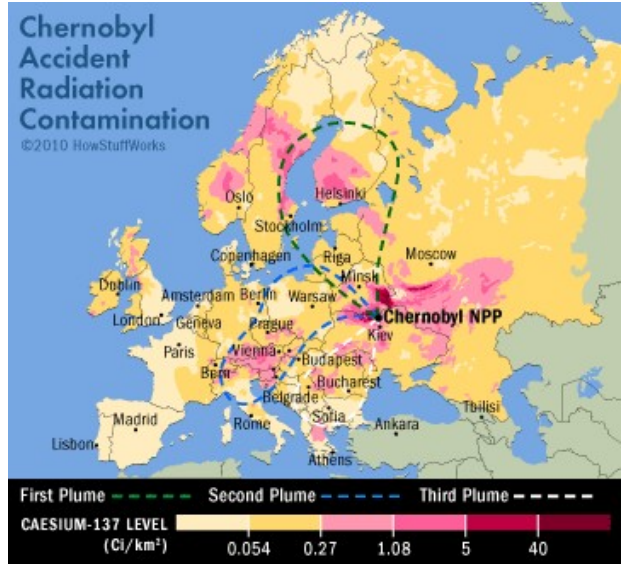 Chernobyl
Accident
Radiation
Contamination
©2010 HowStuffWorks
Oslo
Helsinki
Stockholm
Copenhagen
Riga
Moscow
Dublin
Minsk
Amsterdam
Berlin
Warsaw
London
Geneva
Chernobyl NPP
Prague
Kiev
Paris
Vienna
Budapest
Bern
Bucharest
Belgrade
Madrid
Sofia
Tbilisi
Rome
Ankara
Lisbon
Athens
First Plume
Second Plume
Third Plume
CAESIUM-137 LEVEL
(Ci/km²)
0.054 0.27 1.08 5 40